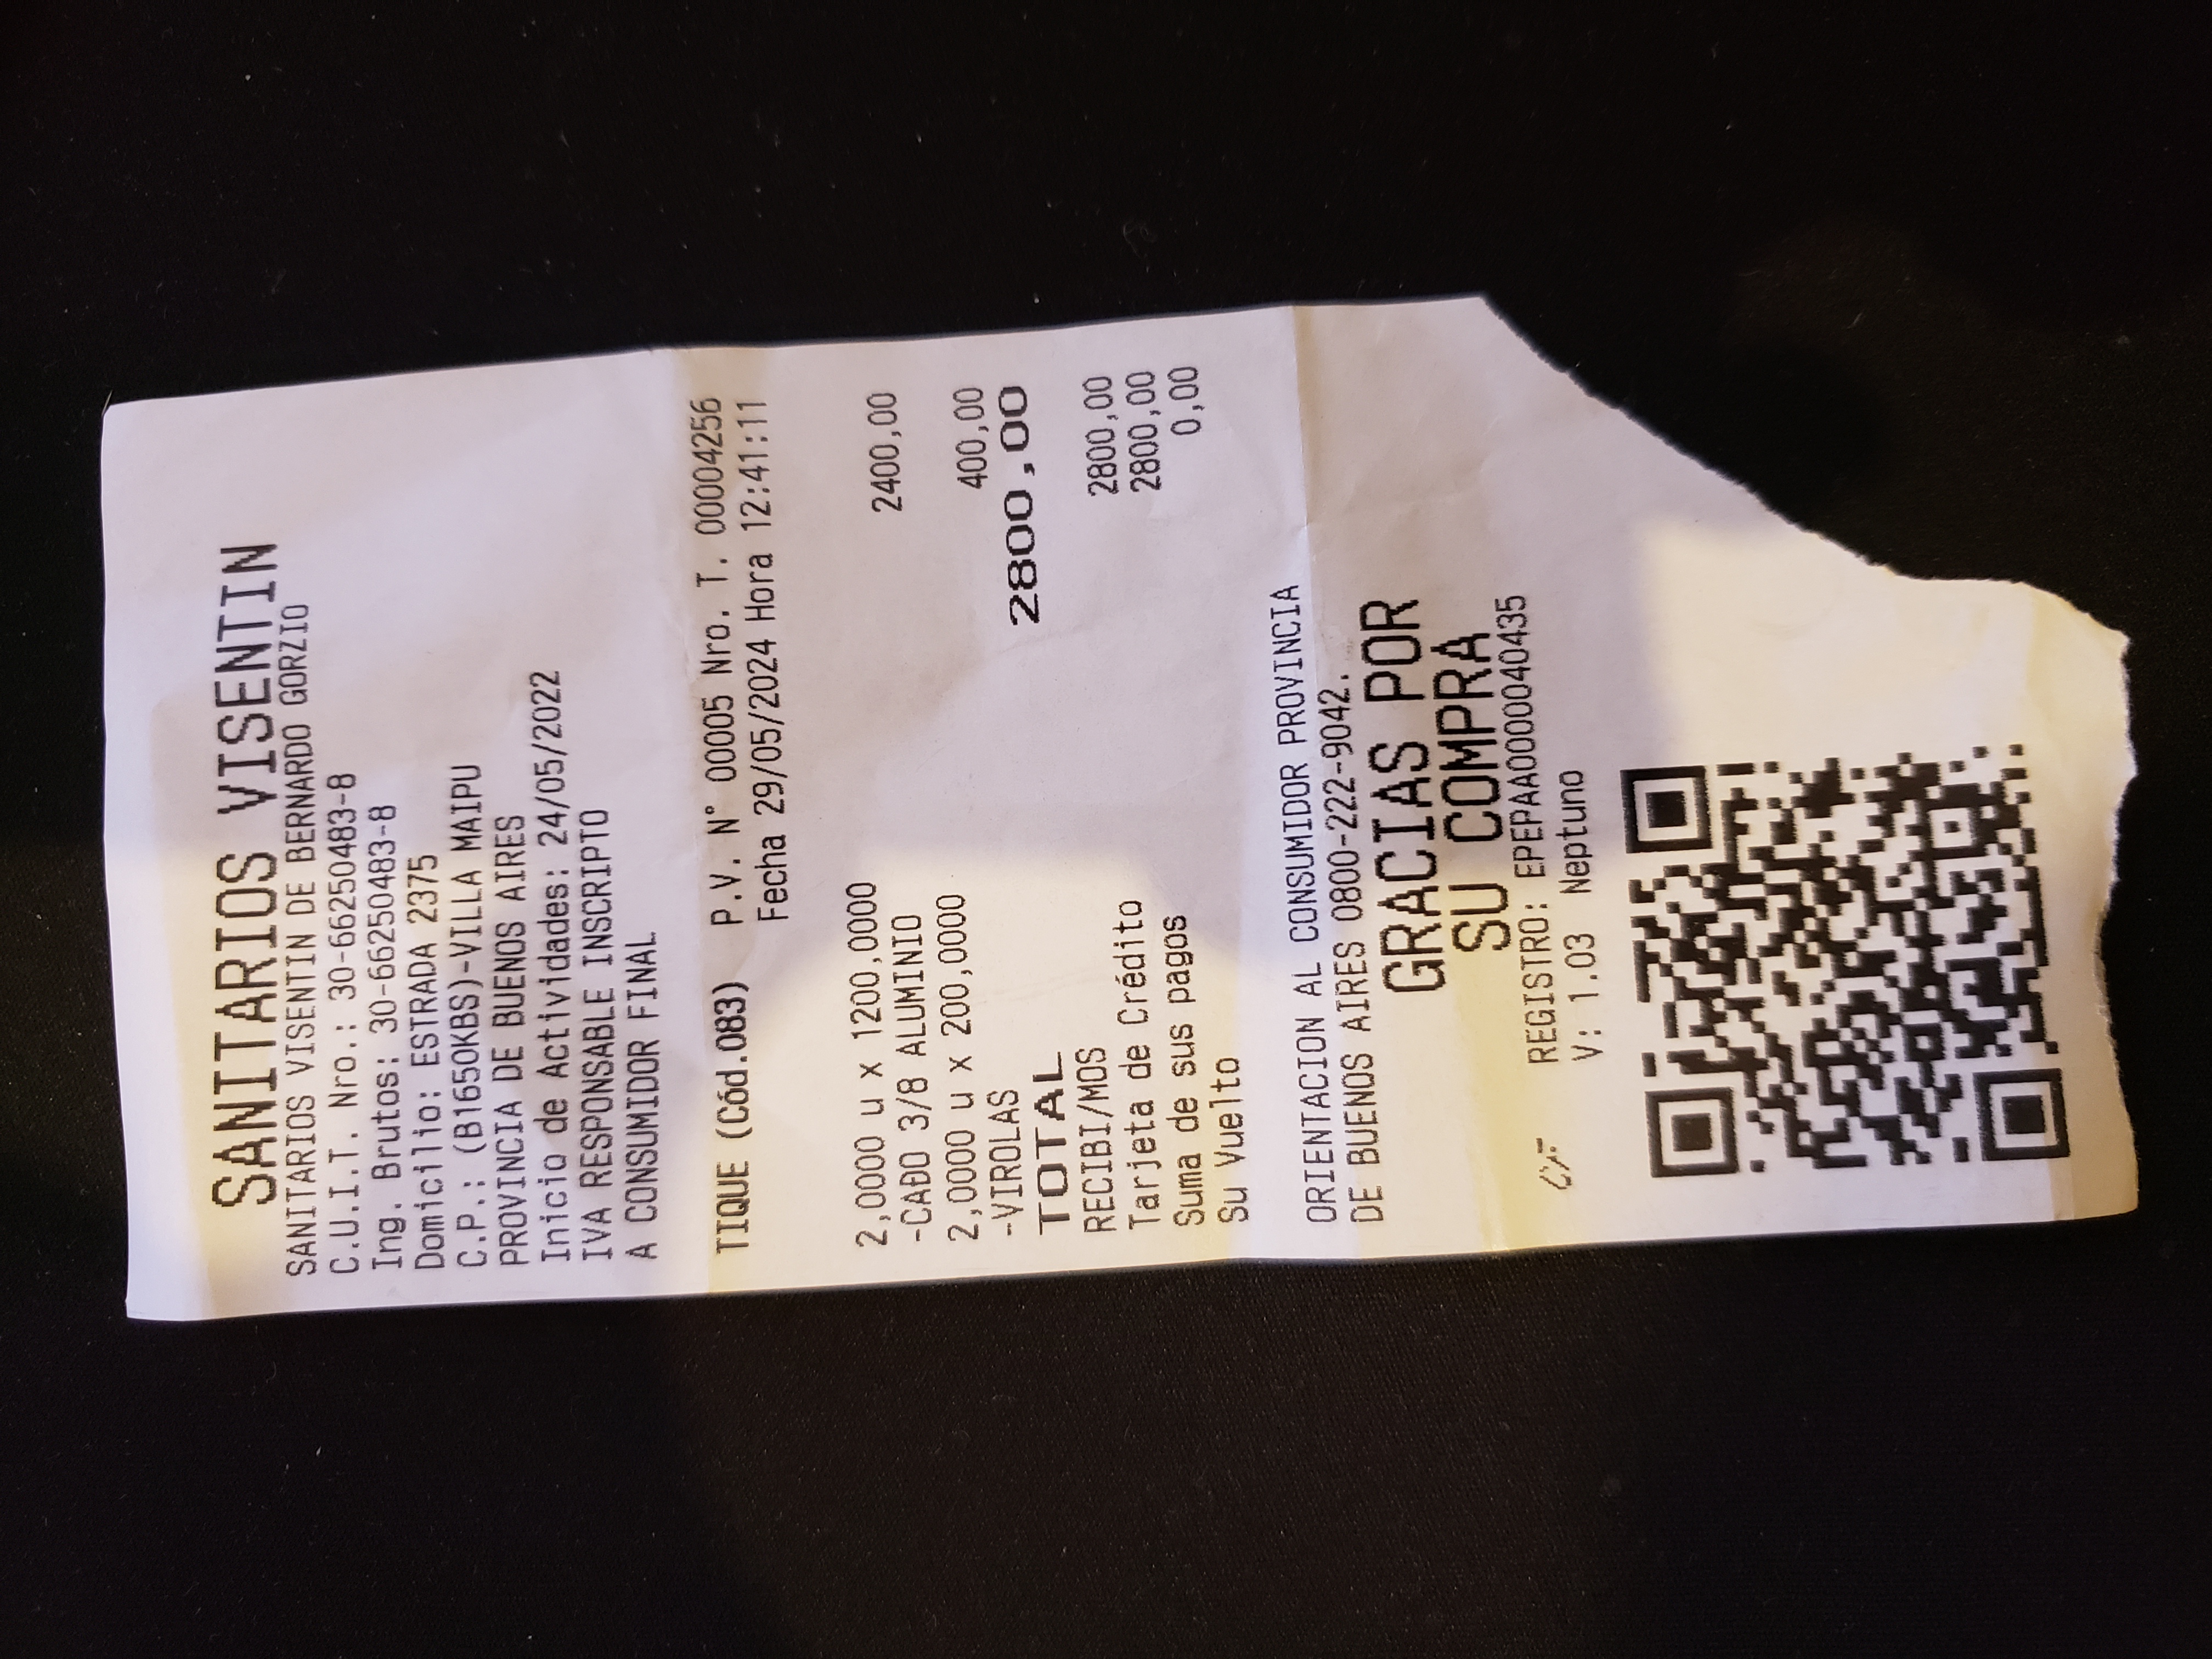 SANITARIOS VISENTIN
SANITARIOS VISENTIN DE BERNARDO GORZIO
C.U.I.T. Nro.: 30-66250483-8
Ing. Brutos: 30-66250483-8
Domicilio: ESTRADA 2375
C.P.: (B1650KBS)-VILLA MAIPU
PROVINCIA DE BUENOS AIRES
Inicio de Actividades: 24/05/2022
IVA RESPONSABLE INSCRIPTO
A CONSUMIDOR FINAL
TIQUE (Cód.083) P.V. N° 00005 Nro. T. 00004256
Fecha 29/05/2024 Hora 12:41:11
2,0000 u x 1200,0000
-CAÐO 3/8 ALUMINIO 2400,00
2,0000 u x 200,0000
-VIROLAS 400,00
TOTAL 2800,00
RECIBI/MOS
Tarjeta de Crédito 2800,00
Suma de sus pagos 2800,00
Su Vuelto 0,00
ORIENTACION AL CONSUMIDOR PROVINCIA
DE BUENOS AIRES 0800-222-9042.
GRACIAS POR
SU COMPRA
CF REGISTRO: EPEPAA0000040435
V: 1.03 Neptuno